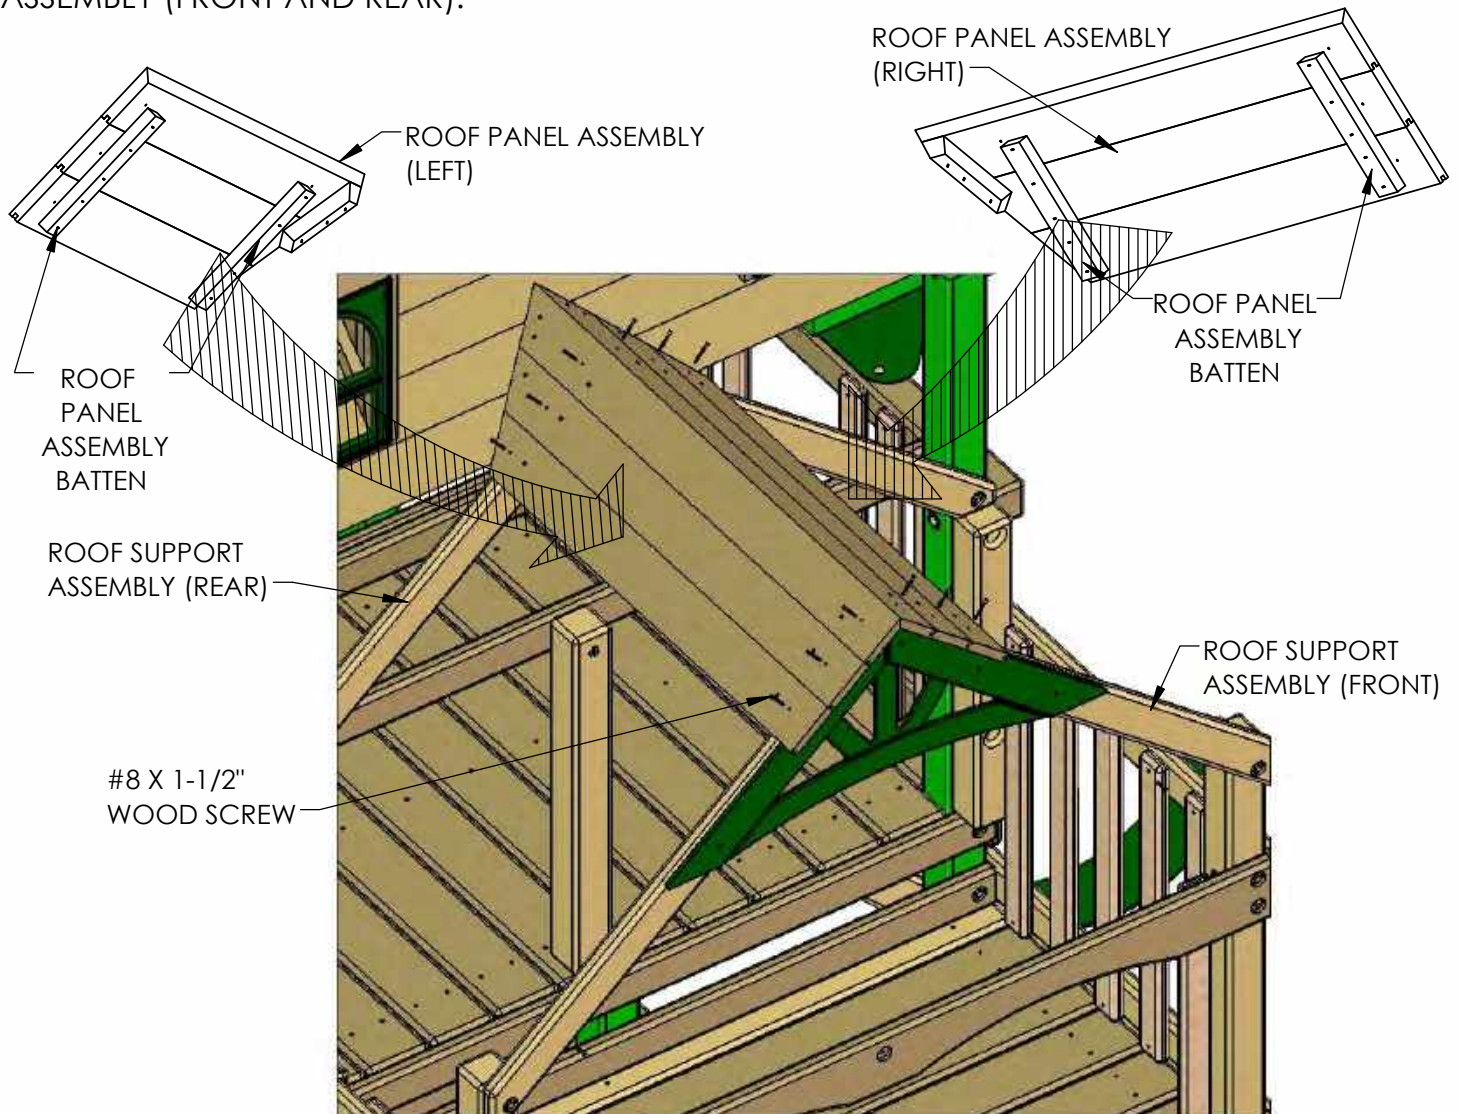 ASSEMBLY (FRONT AND REAR).
ROOF PANEL ASSEMBLY
(RIGHT)
ROOF PANEL ASSEMBLY
(LEFT)
ROOF PANEL
ASSEMBLY
BATTEN
ROOF
PANEL
ASSEMBLY
BATTEN
ROOF SUPPORT
ASSEMBLY (REAR)
ROOF SUPPORT
ASSEMBLY (FRONT)
#8 X 1-1/2"
WOOD SCREW